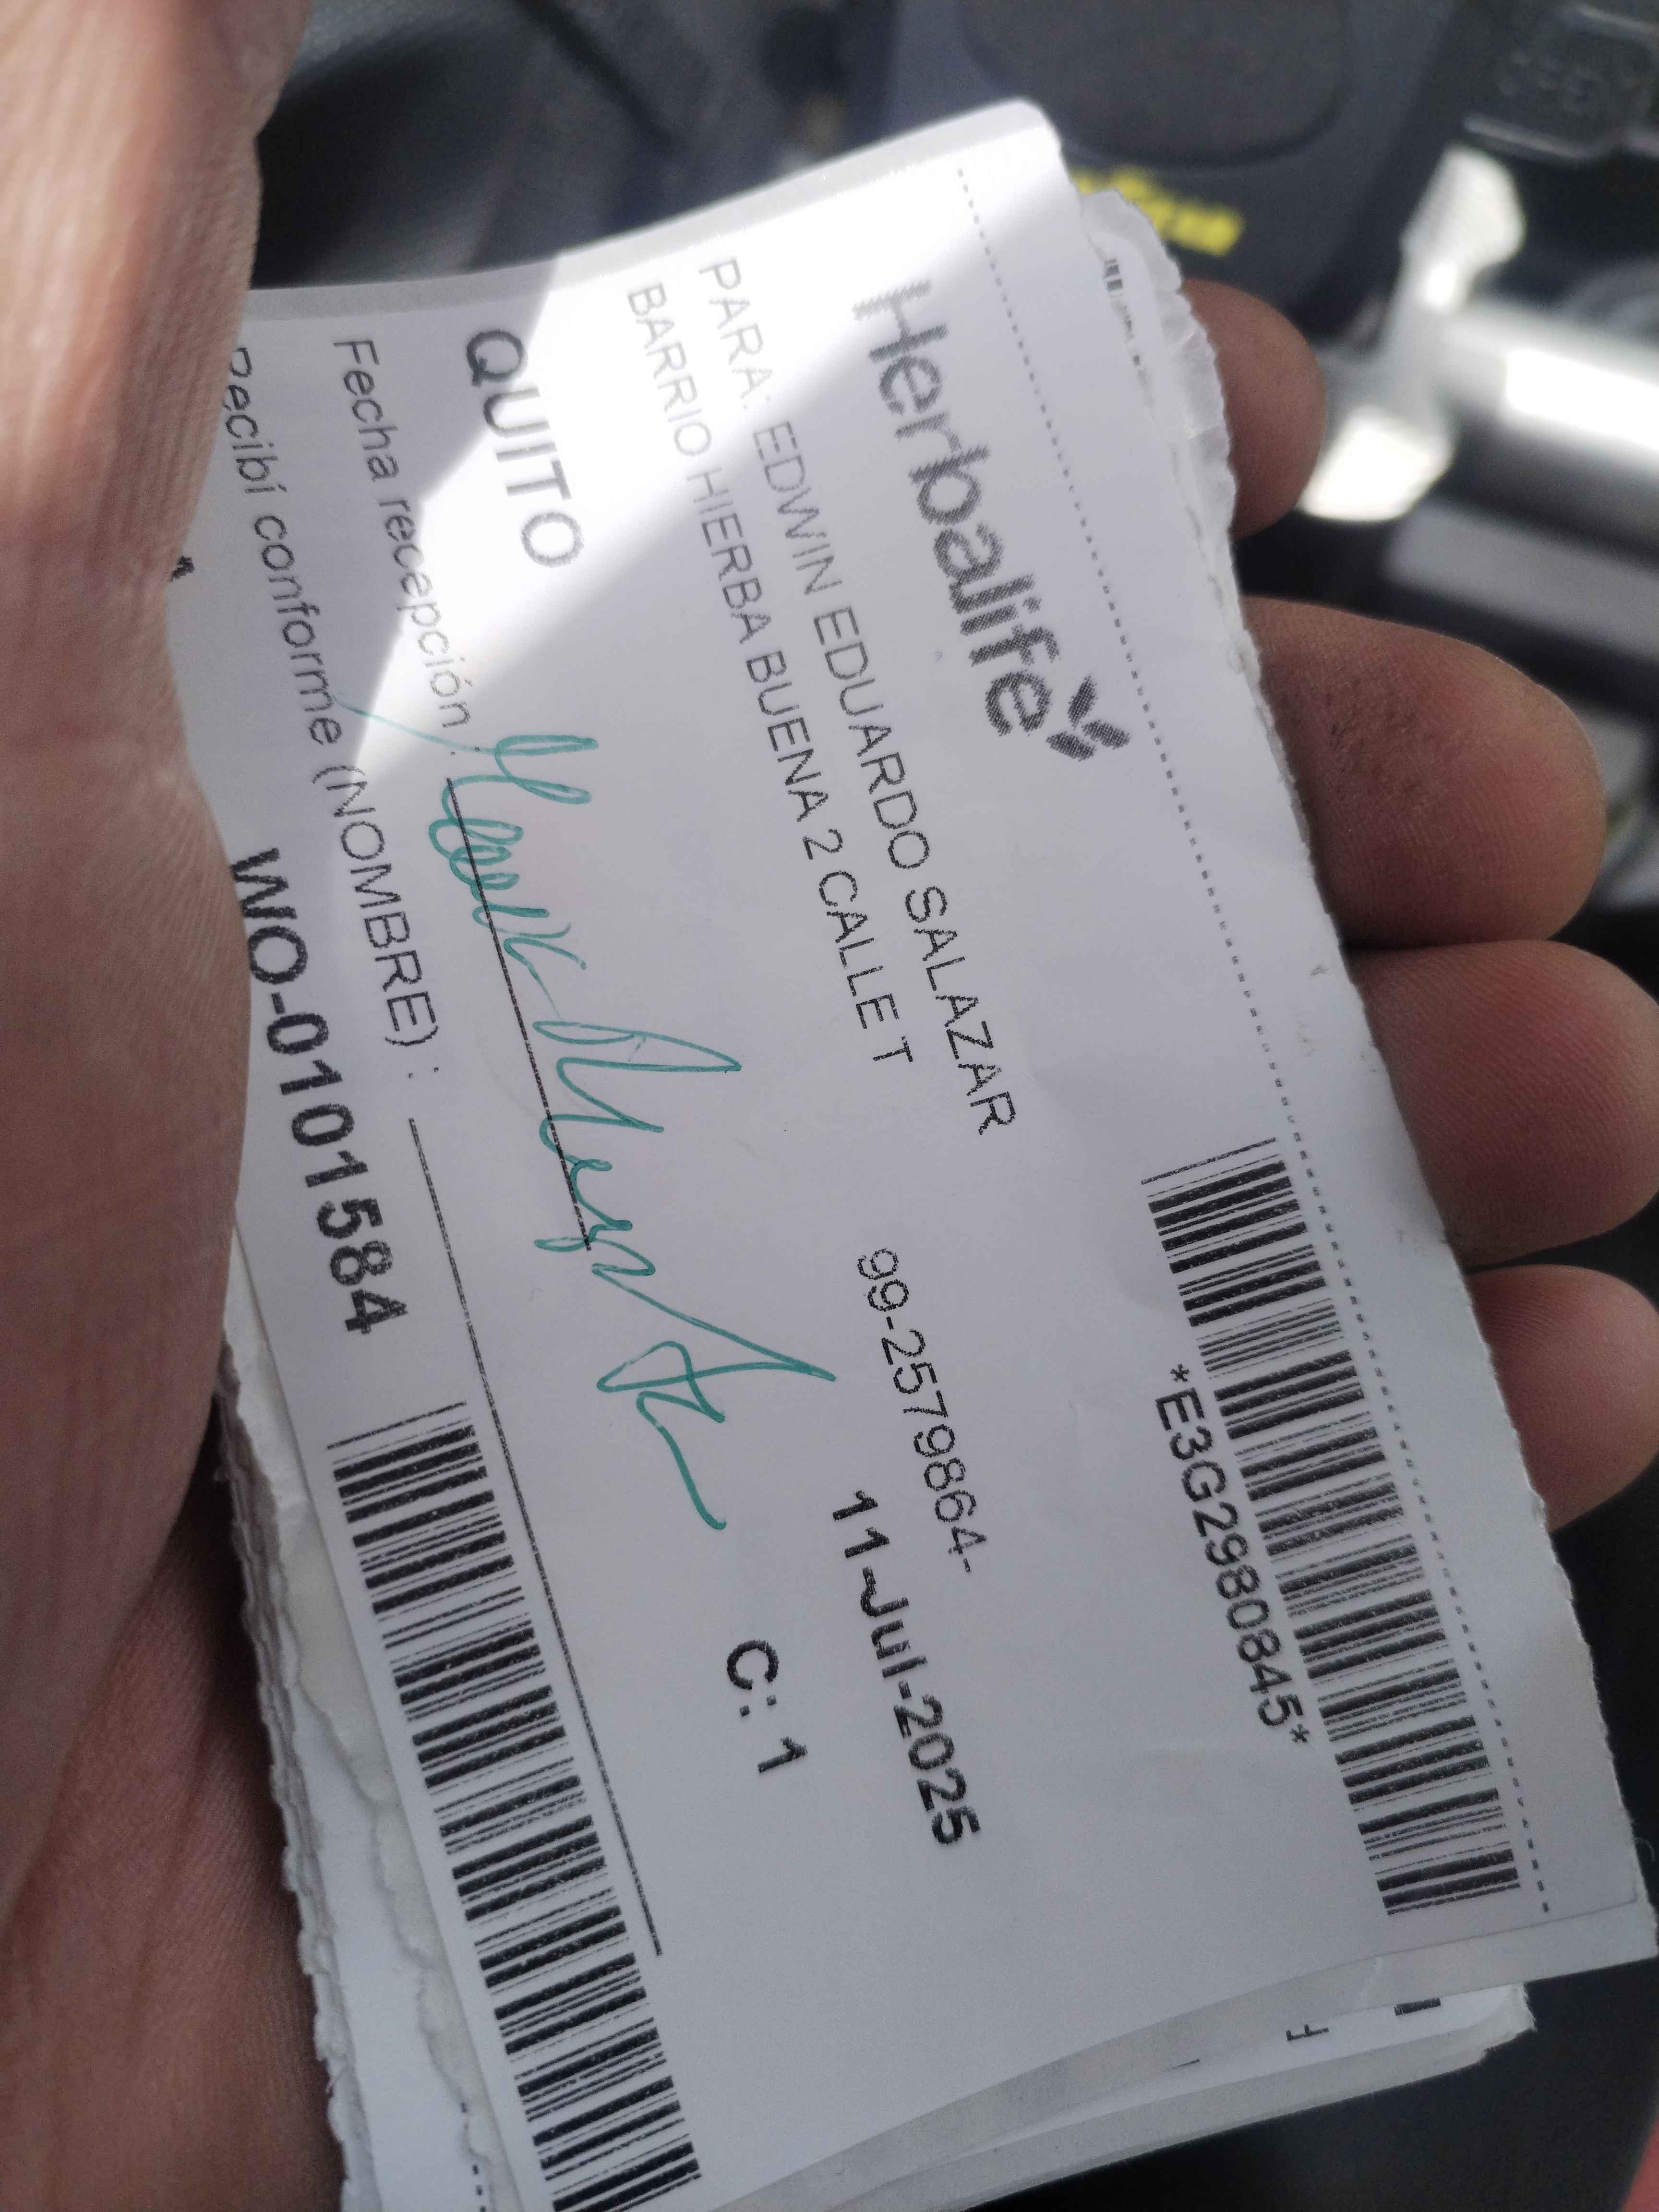 Herbalife
*E3G2980845*
PARA: EDWIN EDUARDO SALAZAR
99-2579864-
BARRIO HIERBA BUENA 2 CALLE T
11-Jul-2025
QUITO
C: 1
Fecha recepción :
Recibí conforme (NOMBRE) :
WO-0101584